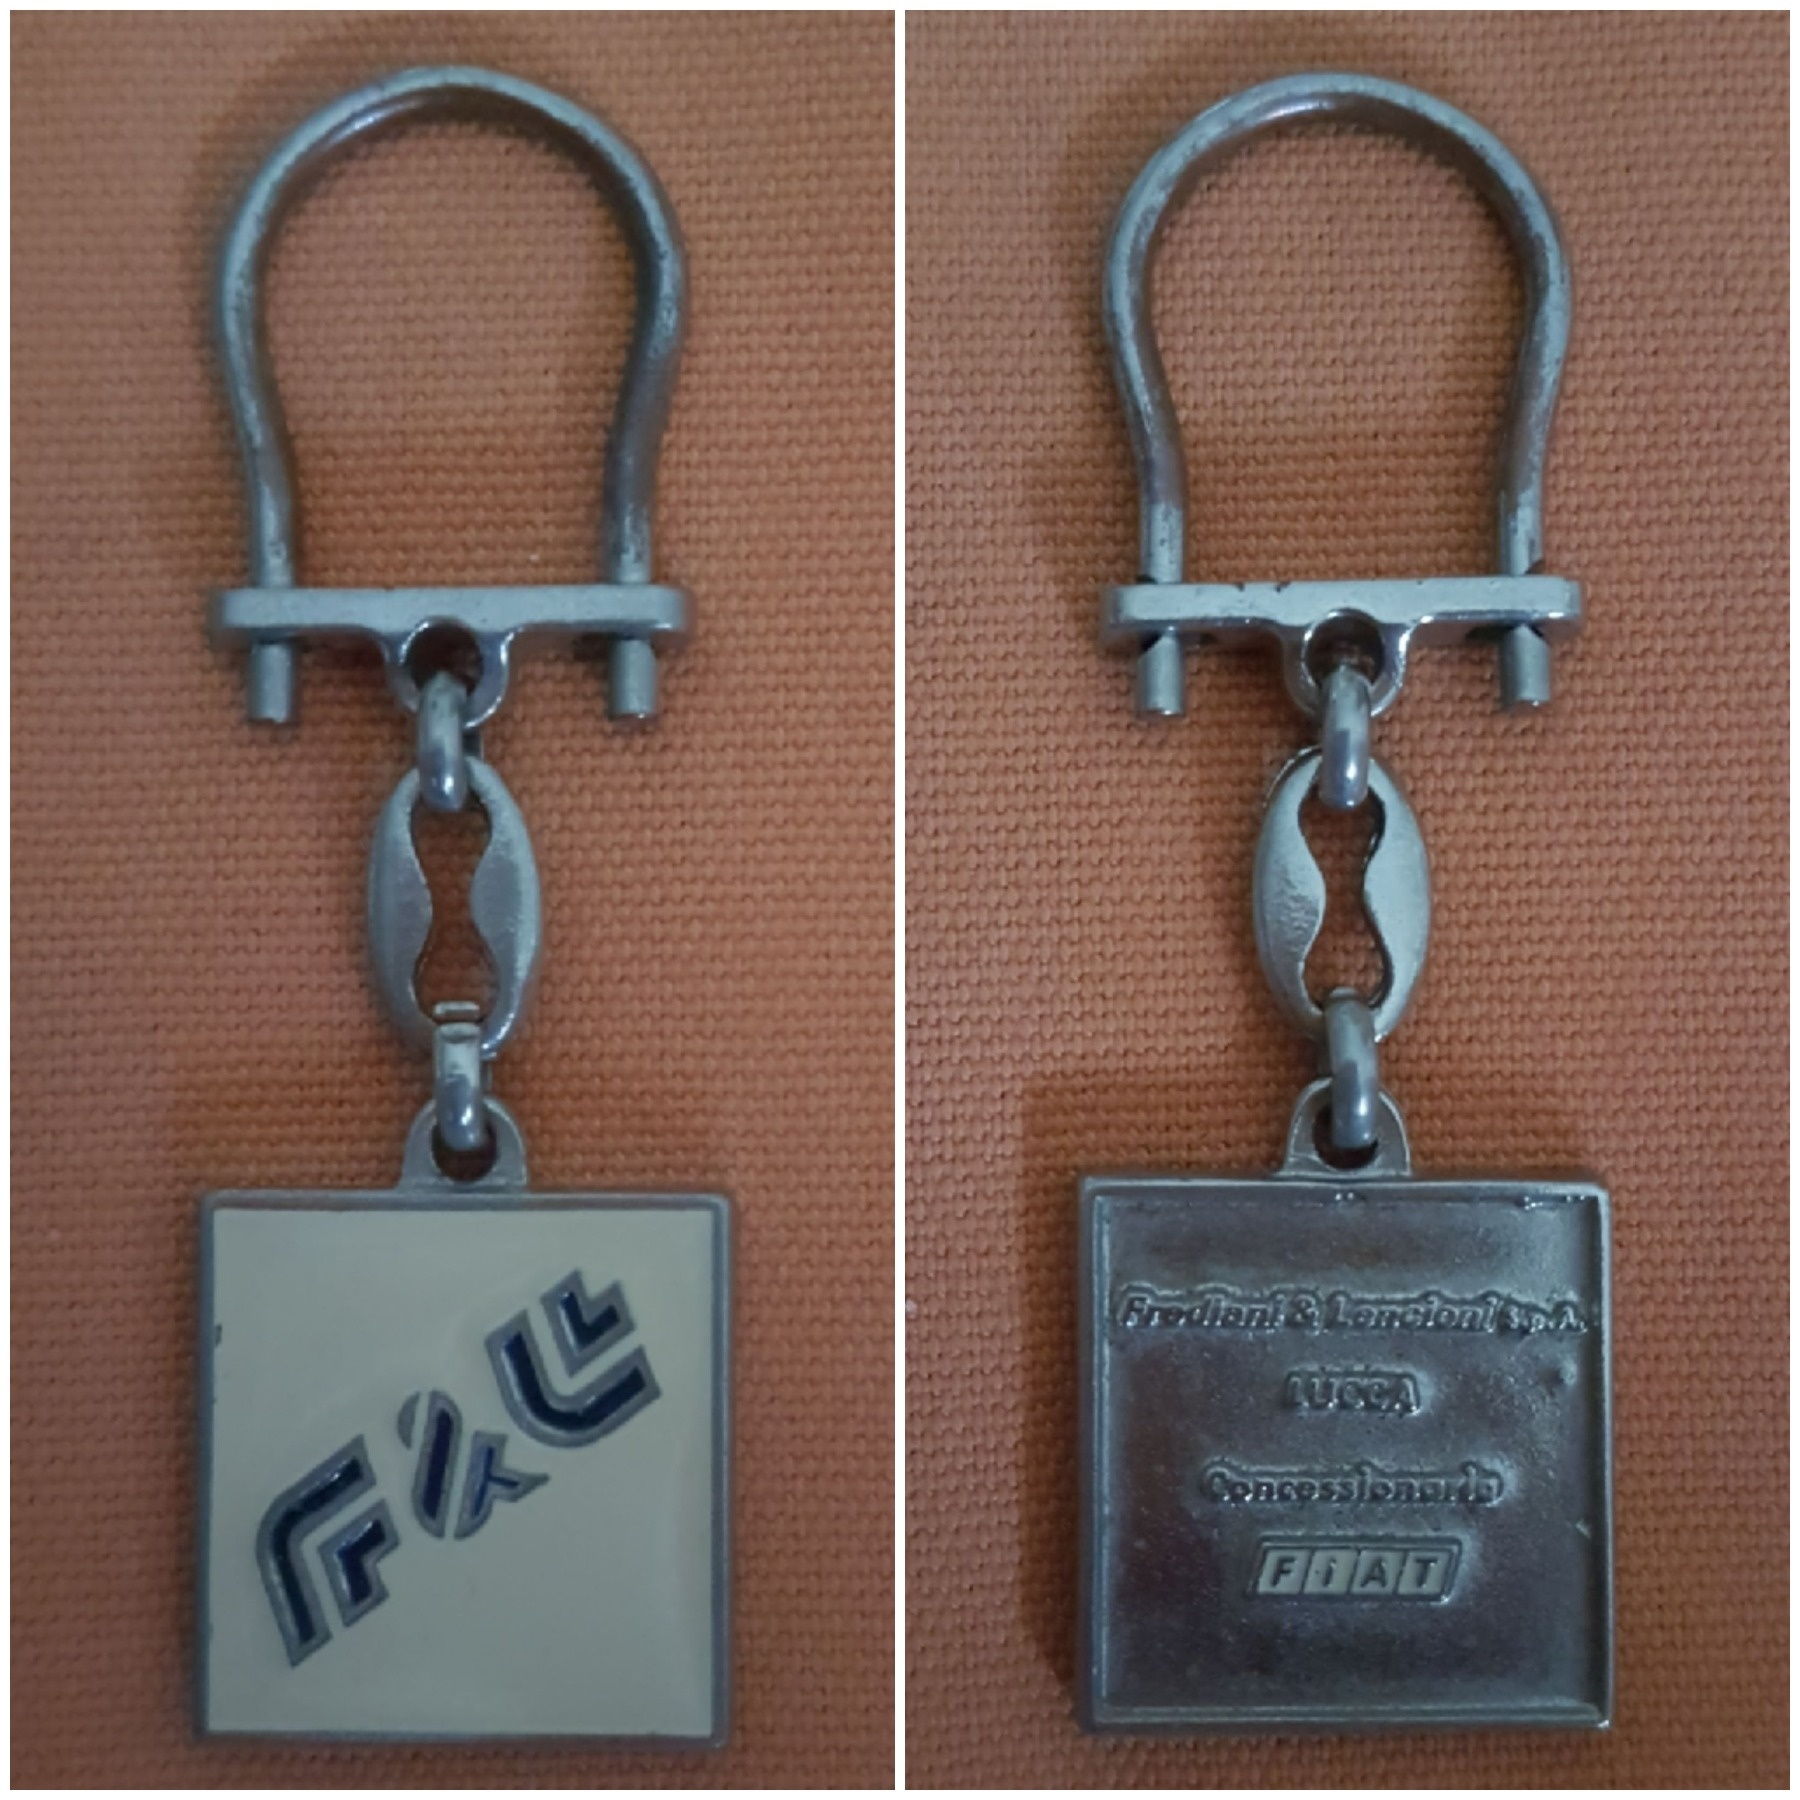 F&L
Frediani & Lencioni S.p.A.
LUCCA
Concessionaria
FiAT